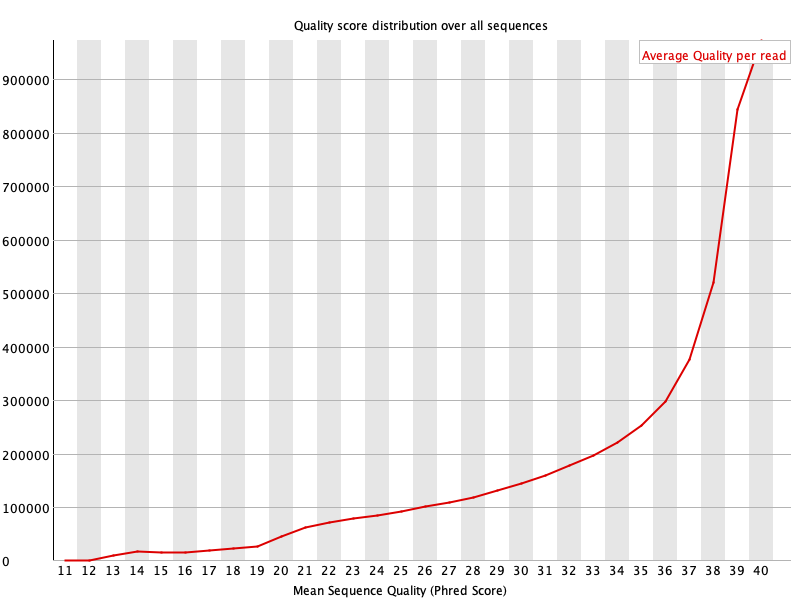 Quality score distribution over all sequences
Average Quality per read
900000
800000
700000
600000
500000
400000
300000
200000
100000
0
11 12 13 14 15 16 17 18 19 20 21 22 23 24 25 26 27 28 29 30 31 32 33 34 35 36 37 38 39 40
Mean Sequence Quality (Phred Score)